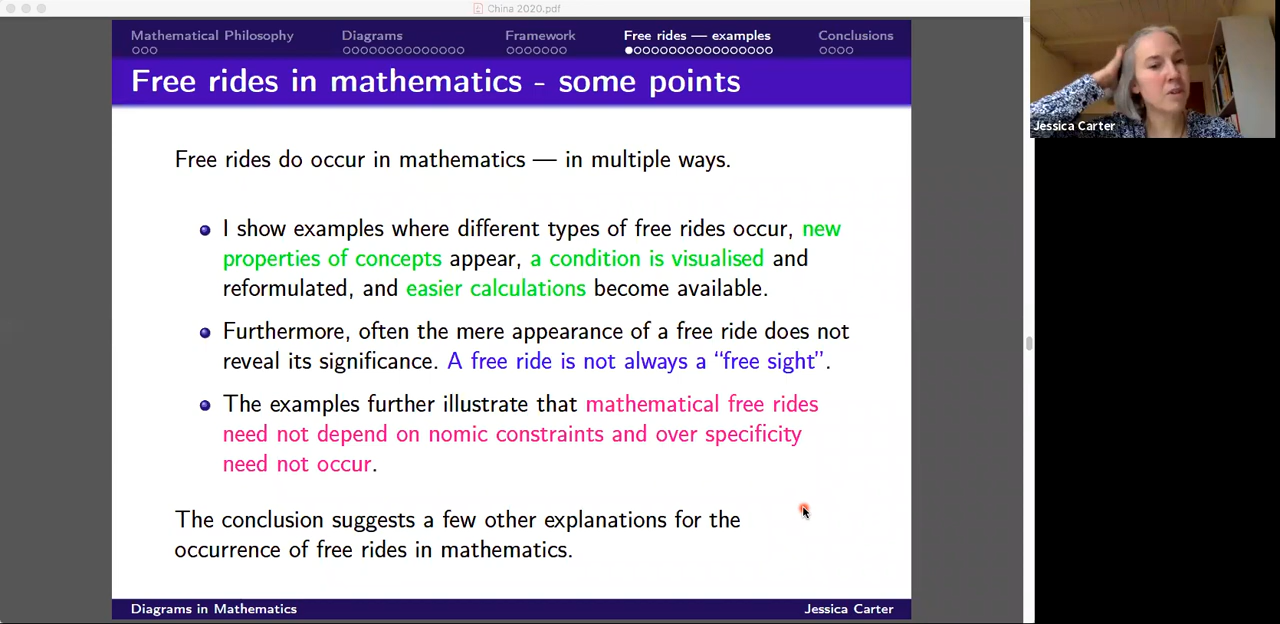 China 2020.pdf
Mathematical Philosophy Diagrams Framework Free rides — examples Conclusions
Free rides in mathematics - some points
Jessica Carter
Free rides do occur in mathematics — in multiple ways.
I show examples where different types of free rides occur, new
properties of concepts appear, a condition is visualised and
reformulated, and easier calculations become available.
Furthermore, often the mere appearance of a free ride does not
reveal its significance. A free ride is not always a “free sight”.
The examples further illustrate that mathematical free rides
need not depend on nomic constraints and over specificity
need not occur.
The conclusion suggests a few other explanations for the
occurrence of free rides in mathematics.
Diagrams in Mathematics Jessica Carter